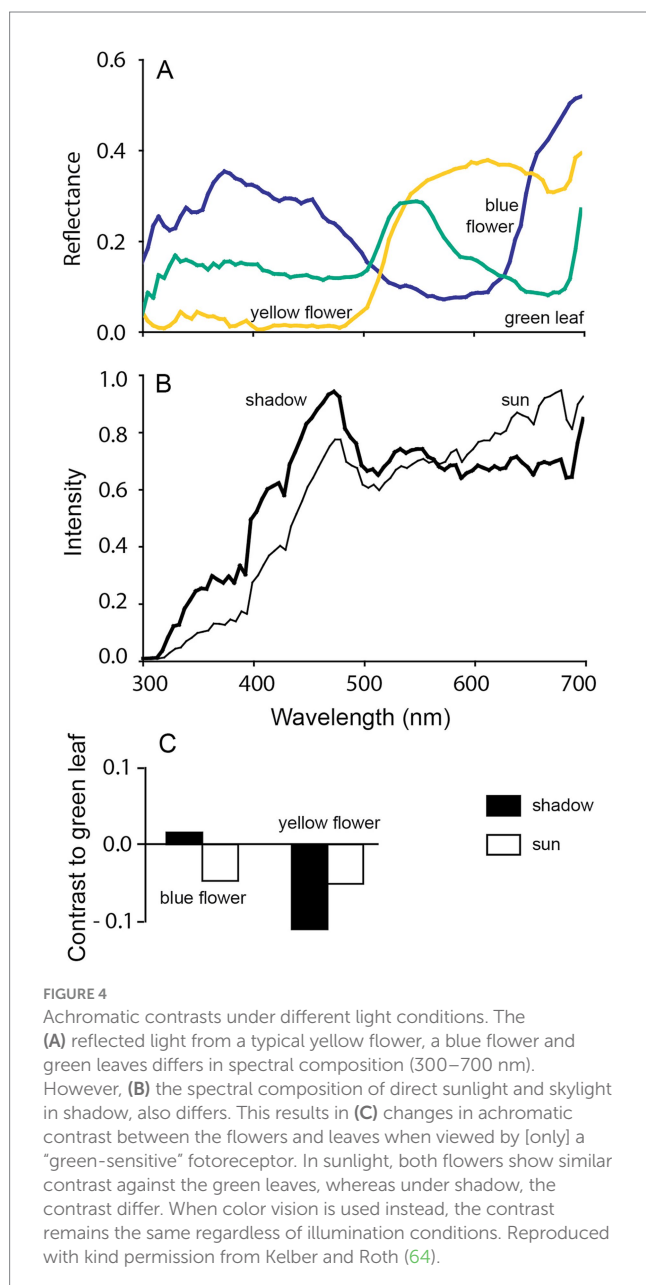 A
0.6
0.4
0.2
0.0
Reflectance
blue
flower
yellow flower
green leaf
B
1.0
0.8
0.6
0.4
0.2
0.0
Intensity
shadow
sun
300
400
500
600
700
Wavelength (nm)
C
Contrast to green leaf
0.1
0.0
- 0.1
yellow flower
blue flower
shadow
sun
FIGURE 4
Achromatic contrasts under different light conditions. The
(A) reflected light from a typical yellow flower, a blue flower and
green leaves differs in spectral composition (300–700 nm).
However, (B) the spectral composition of direct sunlight and skylight
in shadow, also differs. This results in (C) changes in achromatic
contrast between the flowers and leaves when viewed by [only] a
“green-sensitive” fotoreceptor. In sunlight, both flowers show similar
contrast against the green leaves, whereas under shadow, the
contrast differ. When color vision is used instead, the contrast
remains the same regardless of illumination conditions. Reproduced
with kind permission from Kelber and Roth (64).